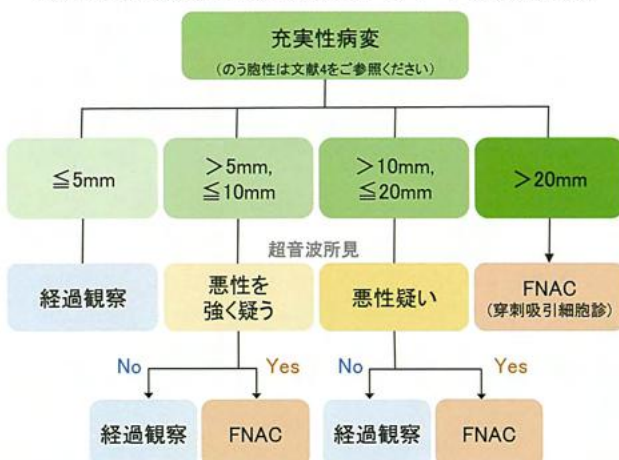 充実性病変
(のう胞性は文献4をご参照ください)
≦5mm
＞5mm,
≦10mm
＞10mm,
≦20mm
＞20mm
超音波所見
経過観察
悪性を
強く疑う
悪性疑い
FNAC
(穿刺吸引細胞診)
No
Yes
No
Yes
経過観察
FNAC
経過観察
FNAC